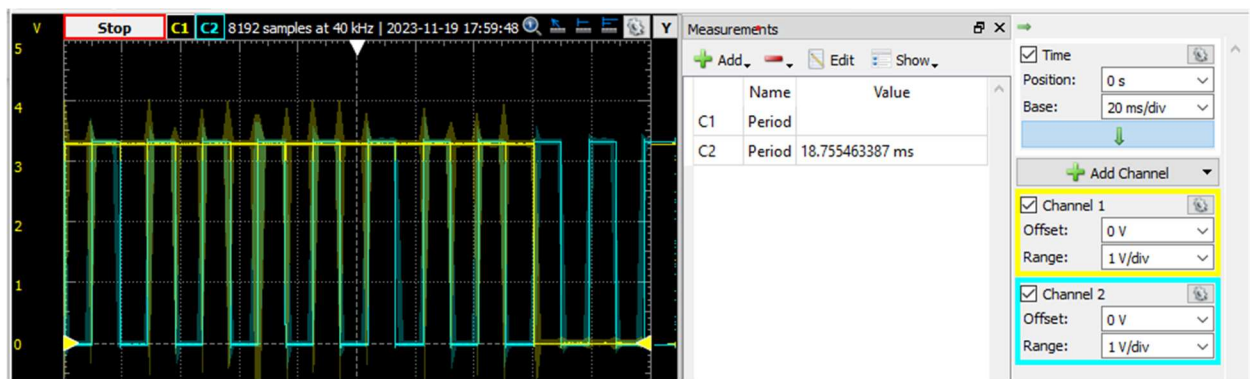 V Stop C1 C2 8192 samples at 40 kHz | 2023-11-19 17:59:48 Y
5
4
3
2
1
0
Measurements
Add Edit Show
Name Value
C1 Period
C2 Period 18.755463387 ms
Time
Position: 0 s
Base: 20 ms/div
Add Channel
Channel 1
Offset: 0 V
Range: 1 V/div
Channel 2
Offset: 0 V
Range: 1 V/div